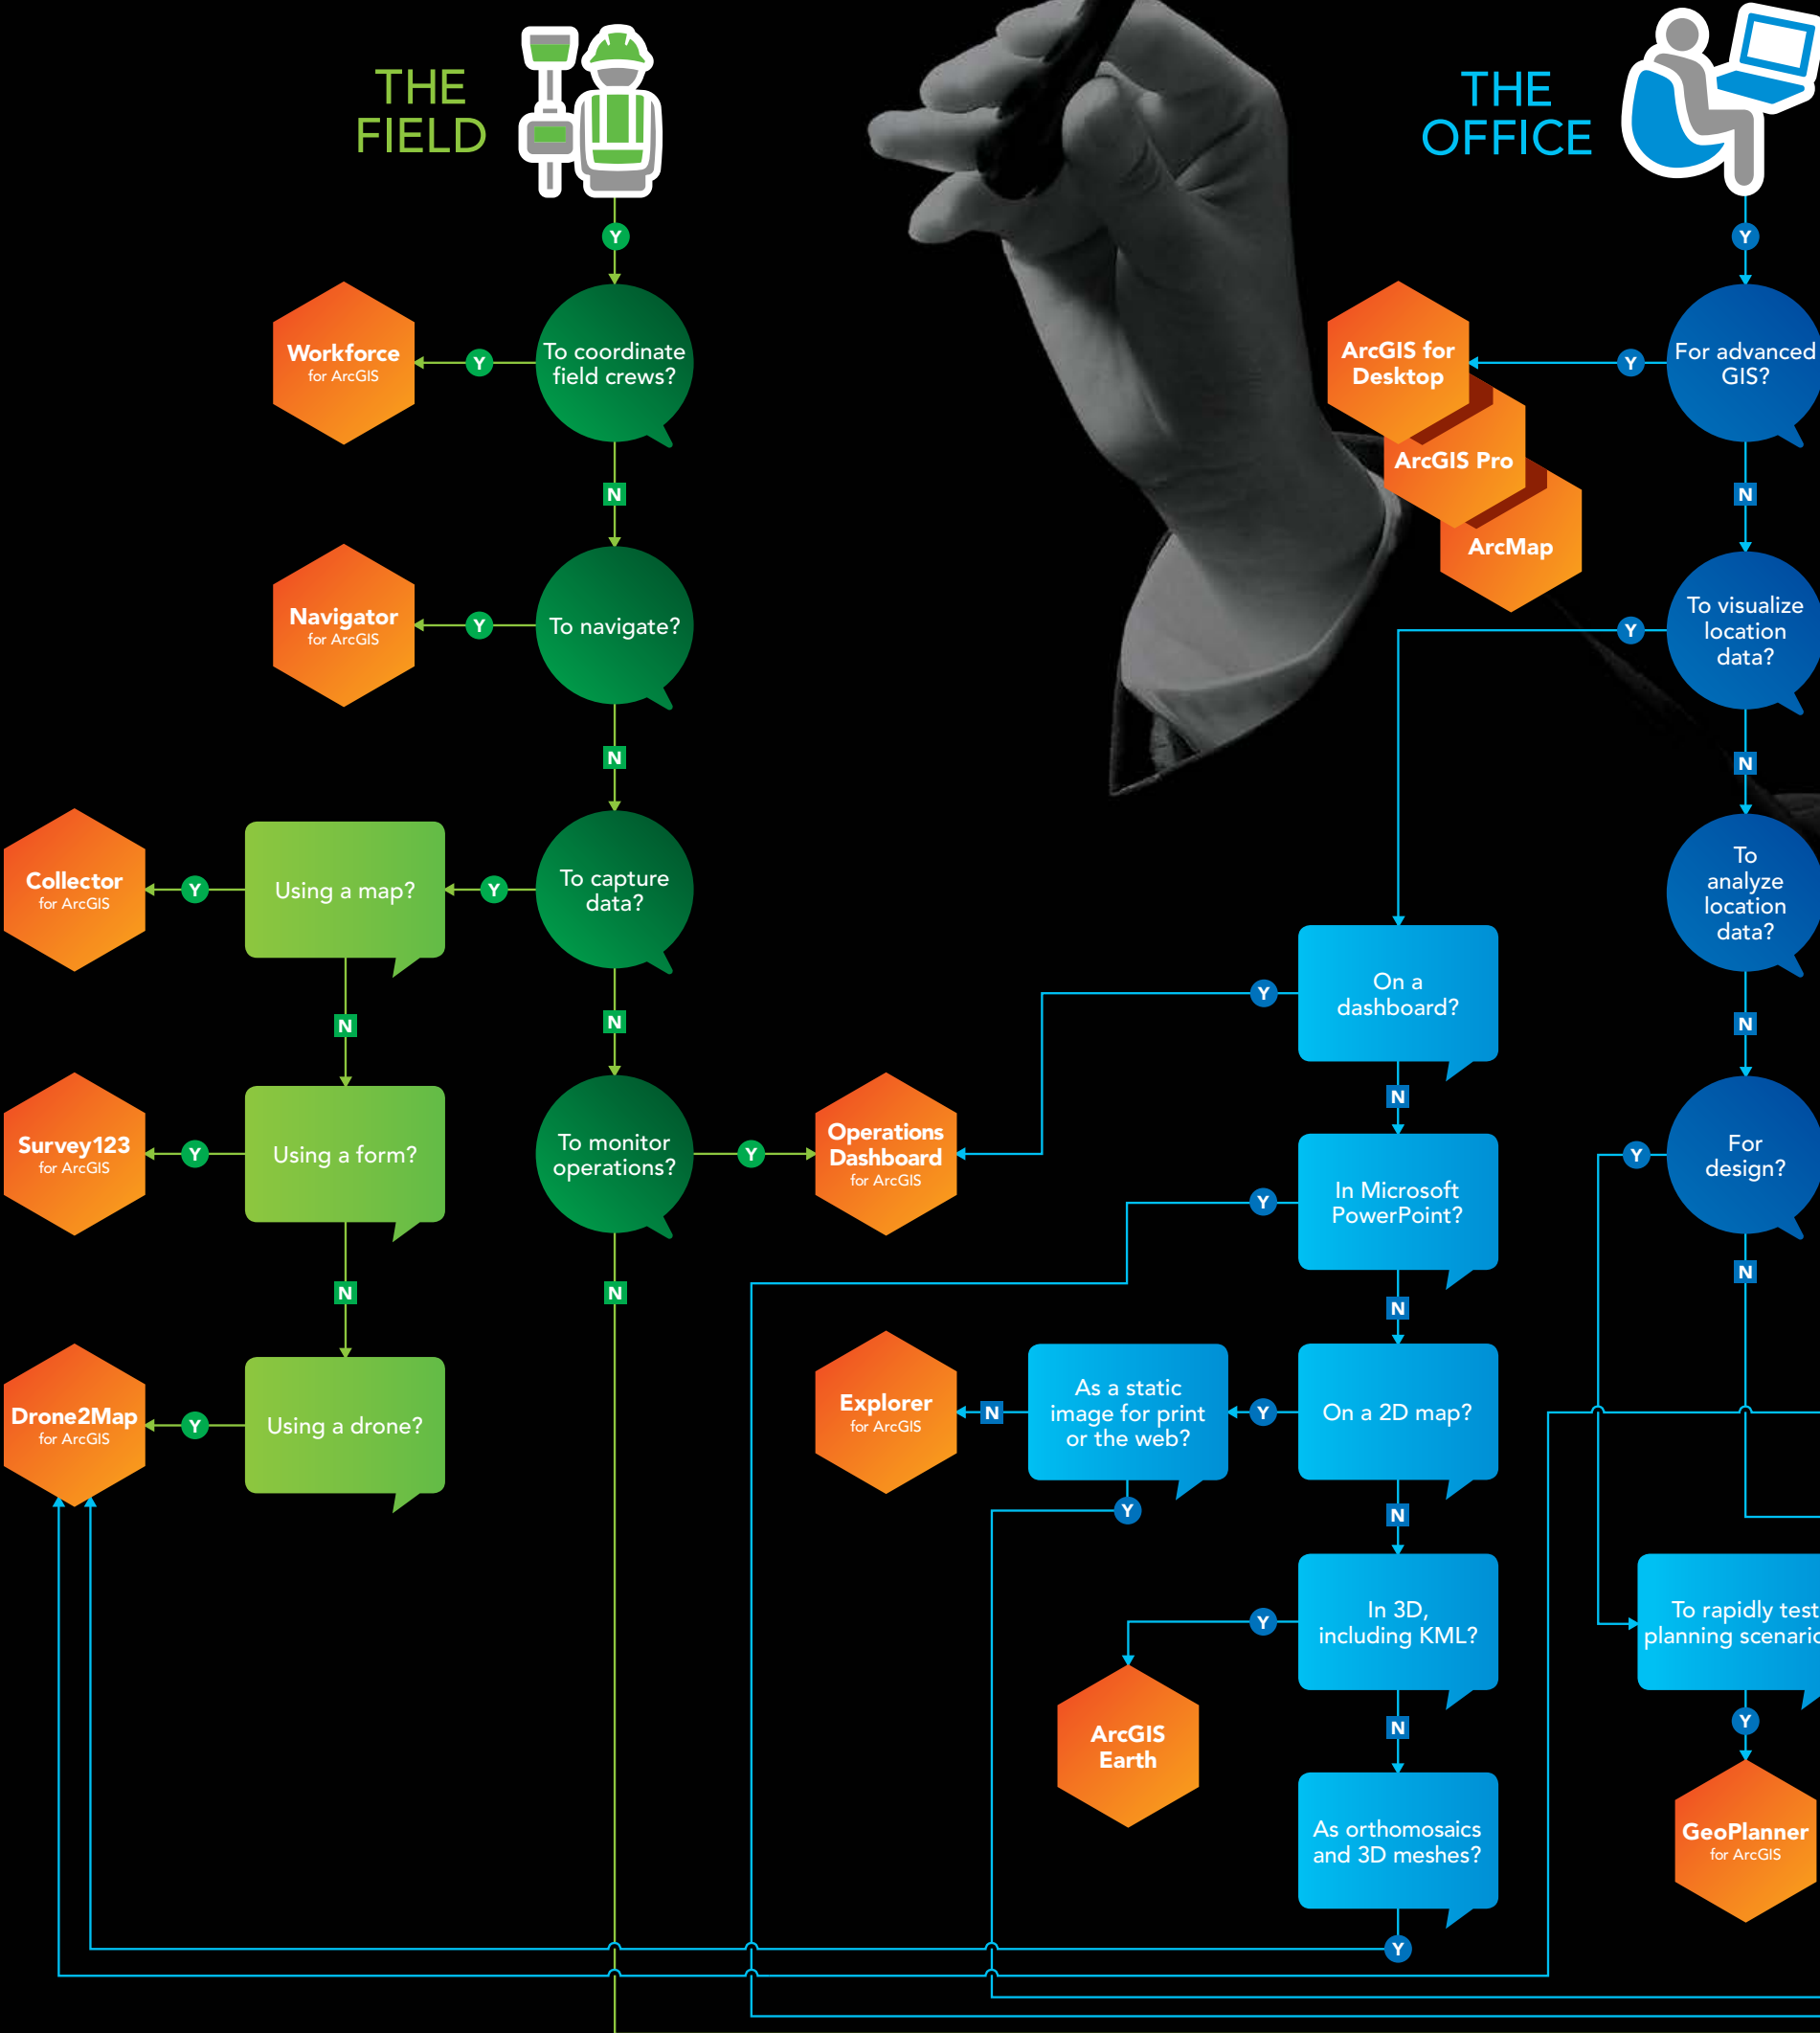 THE
FIELD
THE
OFFICE
Y
Y
Workforce
for ArcGIS
Y
To coordinate
field crews?
ArcGIS for
Desktop
Y
For advanced
GIS?
ArcGIS Pro
N
N
ArcMap
Navigator
for ArcGIS
Y
To navigate?
Y
To visualize
location
data?
N
N
Collector
for ArcGIS
Y
Using a map?
Y
To capture
data?
To
analyze
location
data?
Y
On a
dashboard?
N
N
N
N
Survey123
for ArcGIS
Y
Using a form?
To monitor
operations?
Y
Operations
Dashboard
for ArcGIS
Y
For
design?
Y
In Microsoft
PowerPoint?
N
N
N
N
Drone2Map
for ArcGIS
Y
Using a drone?
Explorer
for ArcGIS
N
As a static
image for print
or the web?
Y
On a 2D map?
Y
N
Y
In 3D,
including KML?
To rapidly test
planning
ArcGIS
Earth
N
Y
As orthomosaics
and 3D meshes?
GeoPlanner
for ArcGIS
Y